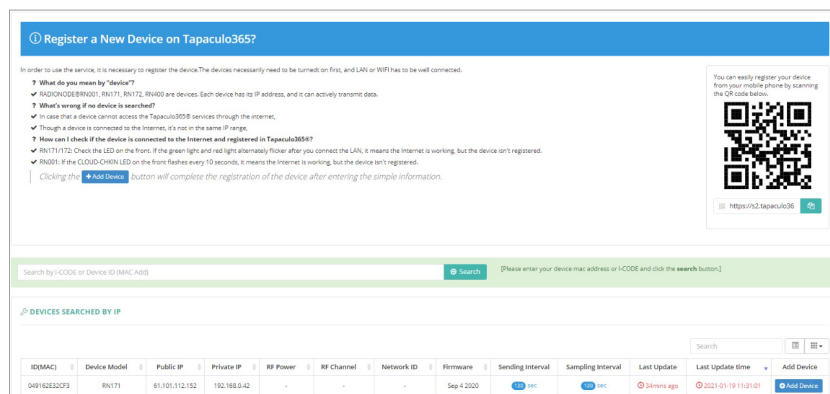 Register a New Device on Tapaculo365?
In order to use the service, it is necessary to register the device.The devices necessarily need to be turnedt on first, and LAN or WIFI has to be well connected.
? What do you mean by "device"?
✔ RADIONODE®RN001, RN171, RN172, RN400 are devices. Each device has its IP address, and it can actively transmit data.
? What's wrong if no device is searched?
✔ In case that a device cannot access the Tapaculo365® services through the internet,
✔ Though a device is connected to the Internet, it's not in the same IP range,
? How can I check if the device is connected to the Internet and registered in Tapaculo365®?
✔ RN171/172: Check the LED on the front. If the green light and red light alternately flicker after you connect the LAN, it means the Internet is working, but the device isn't registered.
✔ RN001: If the CLOUD-CHKIN LED on the front flashes every 10 seconds, it means the Internet is working, but the device isn't registered.
Clicking the +Add Device button will complete the registration of the device after entering the simple information.
You can easily register your device
from your mobile phone by scanning
the QR code below.
https://s2.tapaculo36
Search by I-CODE or Device ID (MAC Add)
Search
[Please enter your device mac address or I-CODE and click the search button.]
DEVICES SEARCHED BY IP
Search
ID(MAC) Device Model Public IP Private IP RF Power RF Channel Network ID Firmware Sending Interval Sampling Interval Last Update Last Update time Add Device
049162E32CF3 RN171 61.101.112.152 192.168.0.42 - - - Sep 4 2020 120 sec 120 sec 34mns ago 2021-01-19 11:31:01 Add Device